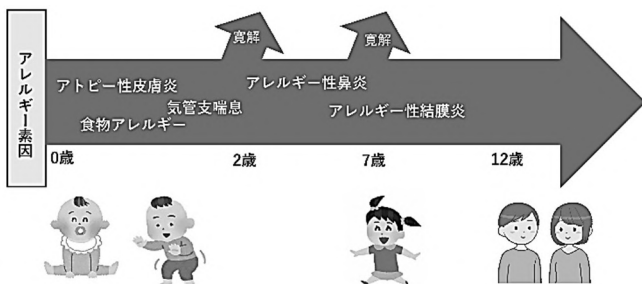 アレルギー素因
寛解
寛解
アトピー性皮膚炎
アレルギー性鼻炎
気管支喘息
アレルギー性結膜炎
食物アレルギー
0歳
2歳
7歳
12歳